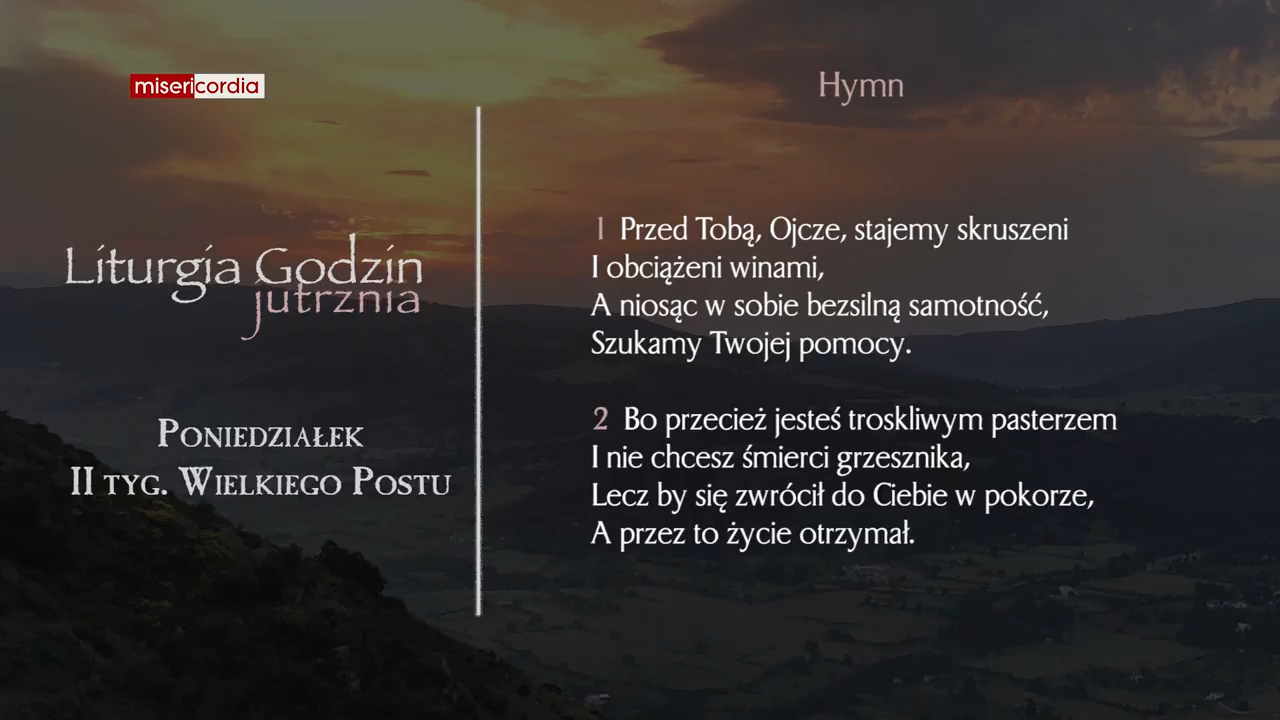 misericordia
Liturgia Godzin
jutrznia
Poniedziałek
II tyg. Wielkiego Postu
Hymn
1 Przed Tobą, Ojcze, stajemy skruszeni
I obciążeni winami,
A niosąc w sobie bezsilną samotność,
Szukamy Twojej pomocy.
2 Bo przecież jesteś troskliwym pasterzem
I nie chcesz śmierci grzesznika,
Lecz by się zwrócił do Ciebie w pokorze,
A przez to życie otrzymał.